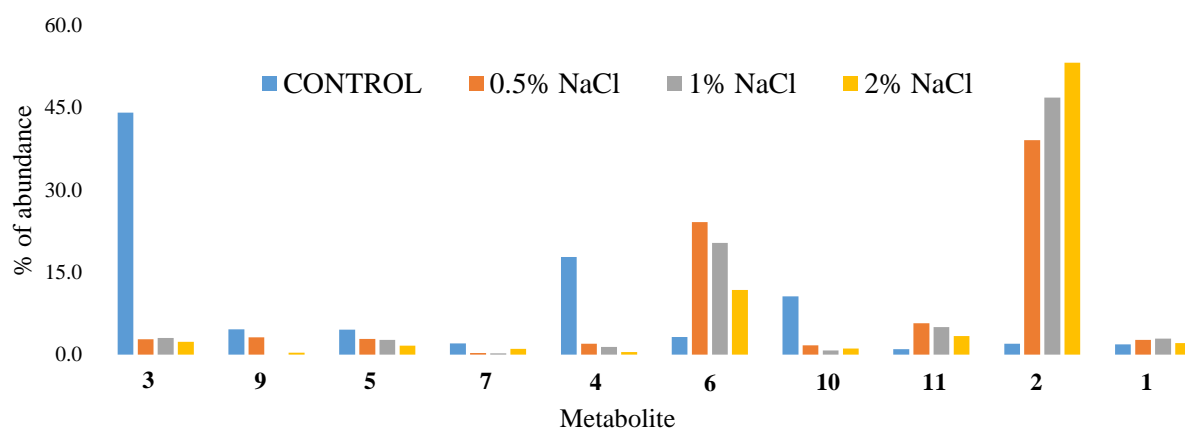 60.0
CONTROL 0.5% NaCl 1% NaCl 2% NaCl
45.0
30.0
15.0
0.0
% of abundance
3 9 5 7 4 6 10 11 2 1
Metabolite